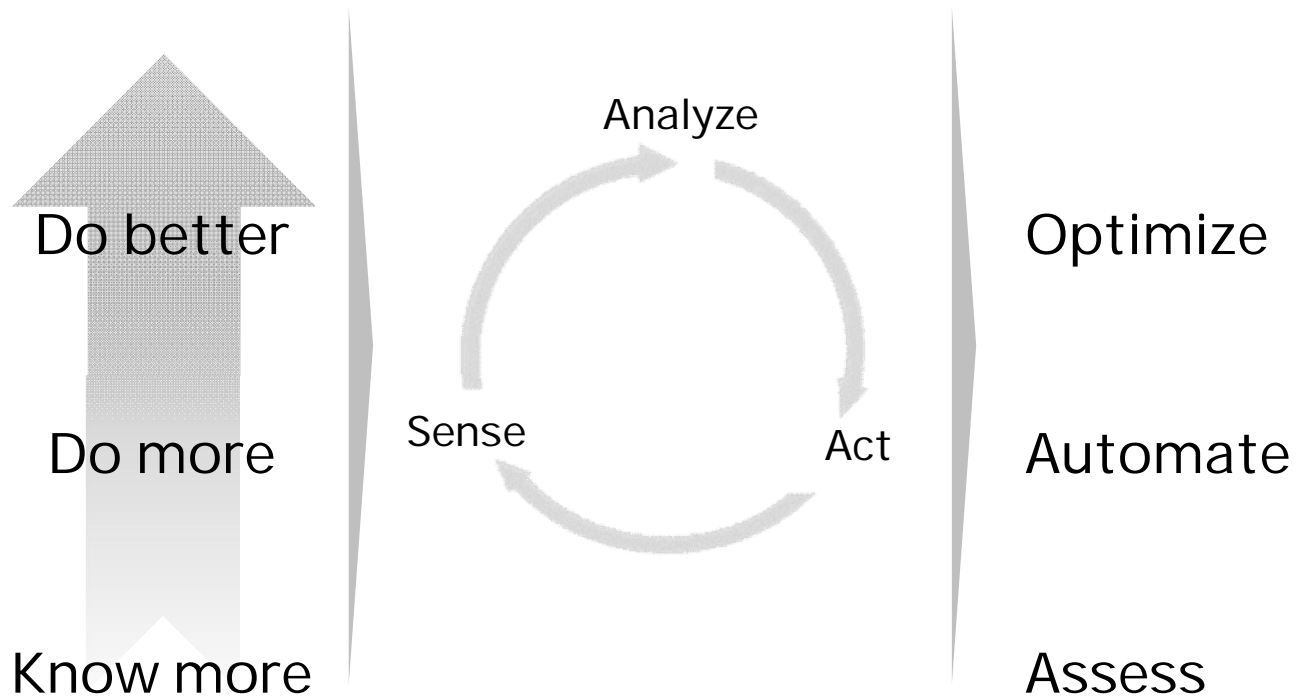 Do better
Do more
Know more
Analyze
Sense
Act
Optimize
Automate
Assess